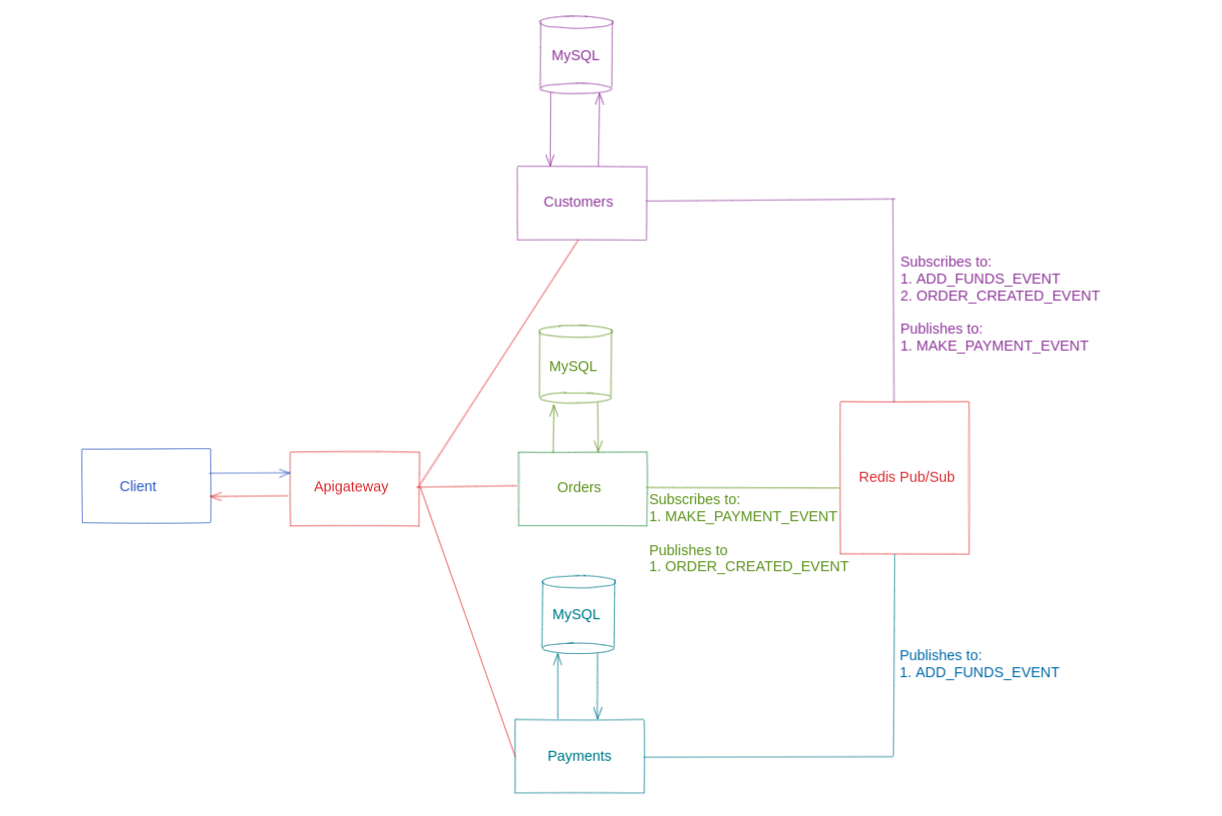 MySQL
Customers
Subscribes to:
1. ADD_FUNDS_EVENT
2. ORDER_CREATED_EVENT
Publishes to:
1. MAKE_PAYMENT_EVENT
MySQL
Client
Apigateway
Orders
Redis Pub/Sub
Subscribes to:
1. MAKE_PAYMENT_EVENT
Publishes to
1. ORDER_CREATED_EVENT
MySQL
Publishes to:
1. ADD_FUNDS_EVENT
Payments